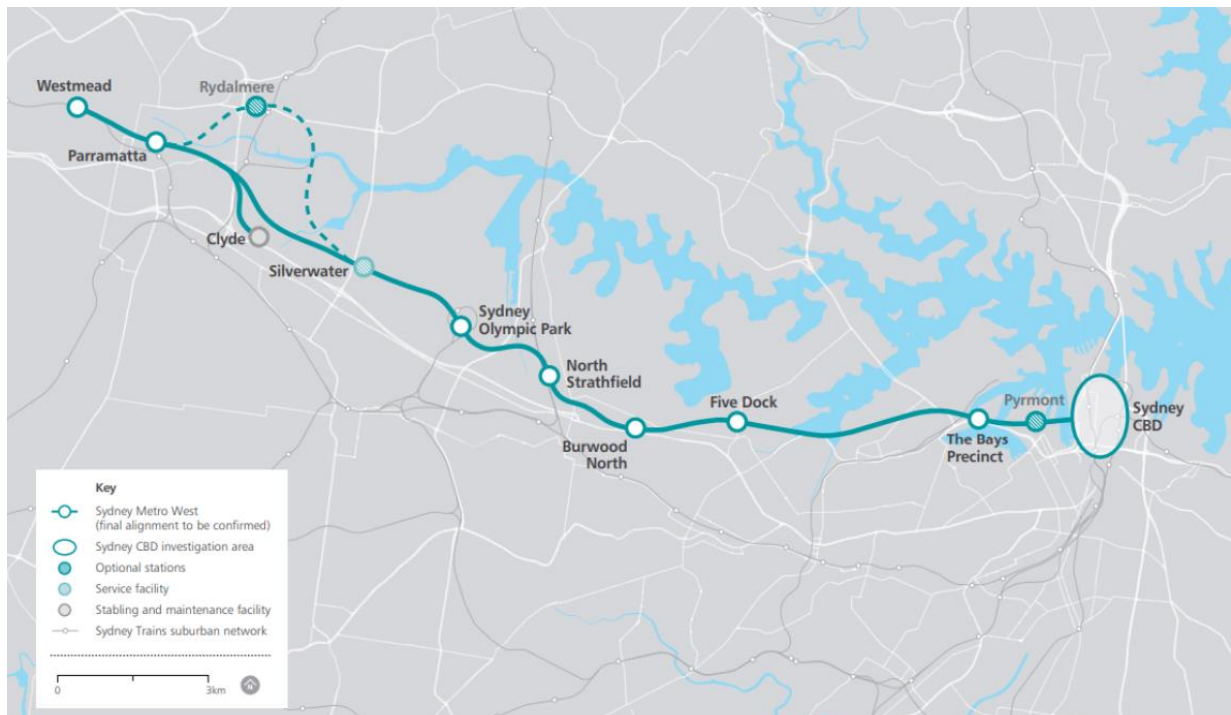 Westmead
Rydalmere
Parramatta
Clyde
Silverwater
Sydney
Olympic Park
North
Strathfield
Five Dock
Burwood
North
Pyrmont
The Bays
Precinct
Sydney
CBD
Key
Sydney Metro West
(final alignment to be confirmed)
Sydney CBD investigation area
Optional stations
Service facility
Stabling and maintenance facility
Sydney Trains suburban network
0 3km
N